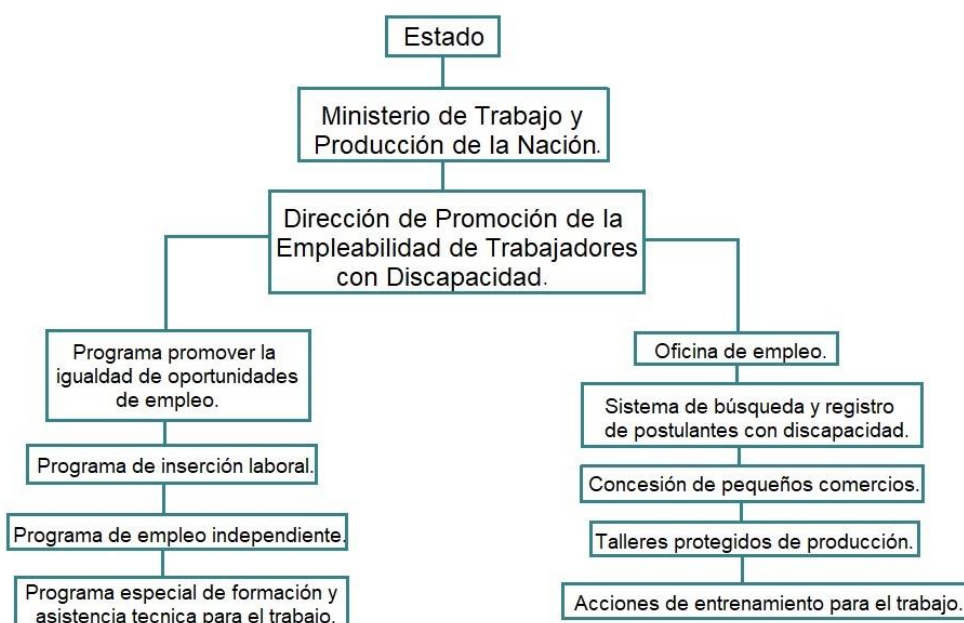 Estado
Ministerio de Trabajo y
Producción de la Nación.
Dirección de Promoción de la
Empleabilidad de Trabajadores
con Discapacidad.
Programa promover la
igualdad de oportunidades
de empleo.
Programa de inserción laboral.
Programa de empleo independiente.
Programa especial de formación y
asistencia tecnica para el trabajo.
Oficina de empleo.
Sistema de búsqueda y registro
de postulantes con discapacidad.
Concesión de pequeños comercios.
Talleres protegidos de producción.
Acciones de entrenamiento para el trabajo.